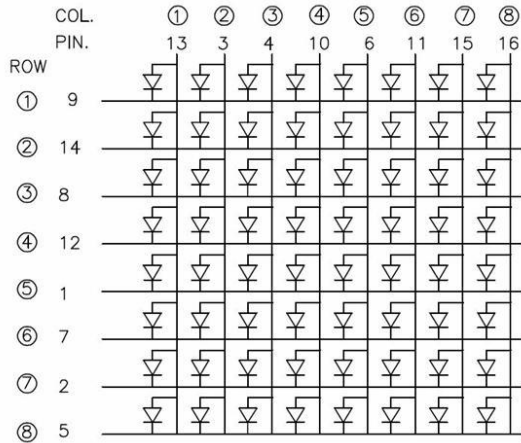 COL. ① ② ③ ④ ⑤ ⑥ ⑦ ⑧
PIN. 13 3 4 10 6 11 15 16
ROW
① 9
② 14
③ 8
④ 12
⑤ 1
⑥ 7
⑦ 2
⑧ 5